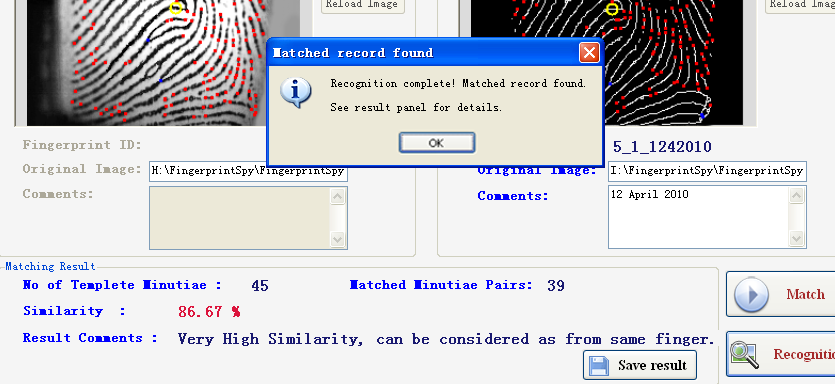 Reload Image
Reload Image
Matched record found
Recognition complete! Matched record found.
See result panel for details.
OK
Fingerprint ID:
5_1_1242010
Original Image:
H:\FingerprintSpy\FingerprintSpy
Original Image:
I:\FingerprintSpy\FingerprintSpy
Comments:
Comments:
12 April 2010
Matching Result
No of Templete Minutiae : 45
Matched Minutiae Pairs: 39
Similarity : 86.67 %
Result Comments : Very High Similarity, can be considered as from same finger.
Match
Save result
Recognitio